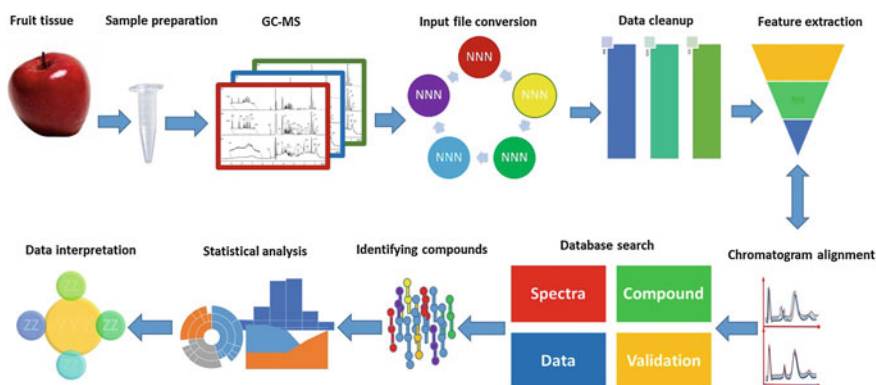 Fruit tissue
Sample preparation
GC-MS
Input file conversion
Data cleanup
Feature extraction
NNN
NNN
NNN
NNN
NNN
Chromatogram alignment
Database search
Spectra
Compound
Data
Validation
Identifying compounds
Statistical analysis
Data interpretation
ZZ
ZZ
ZZ
ZZ